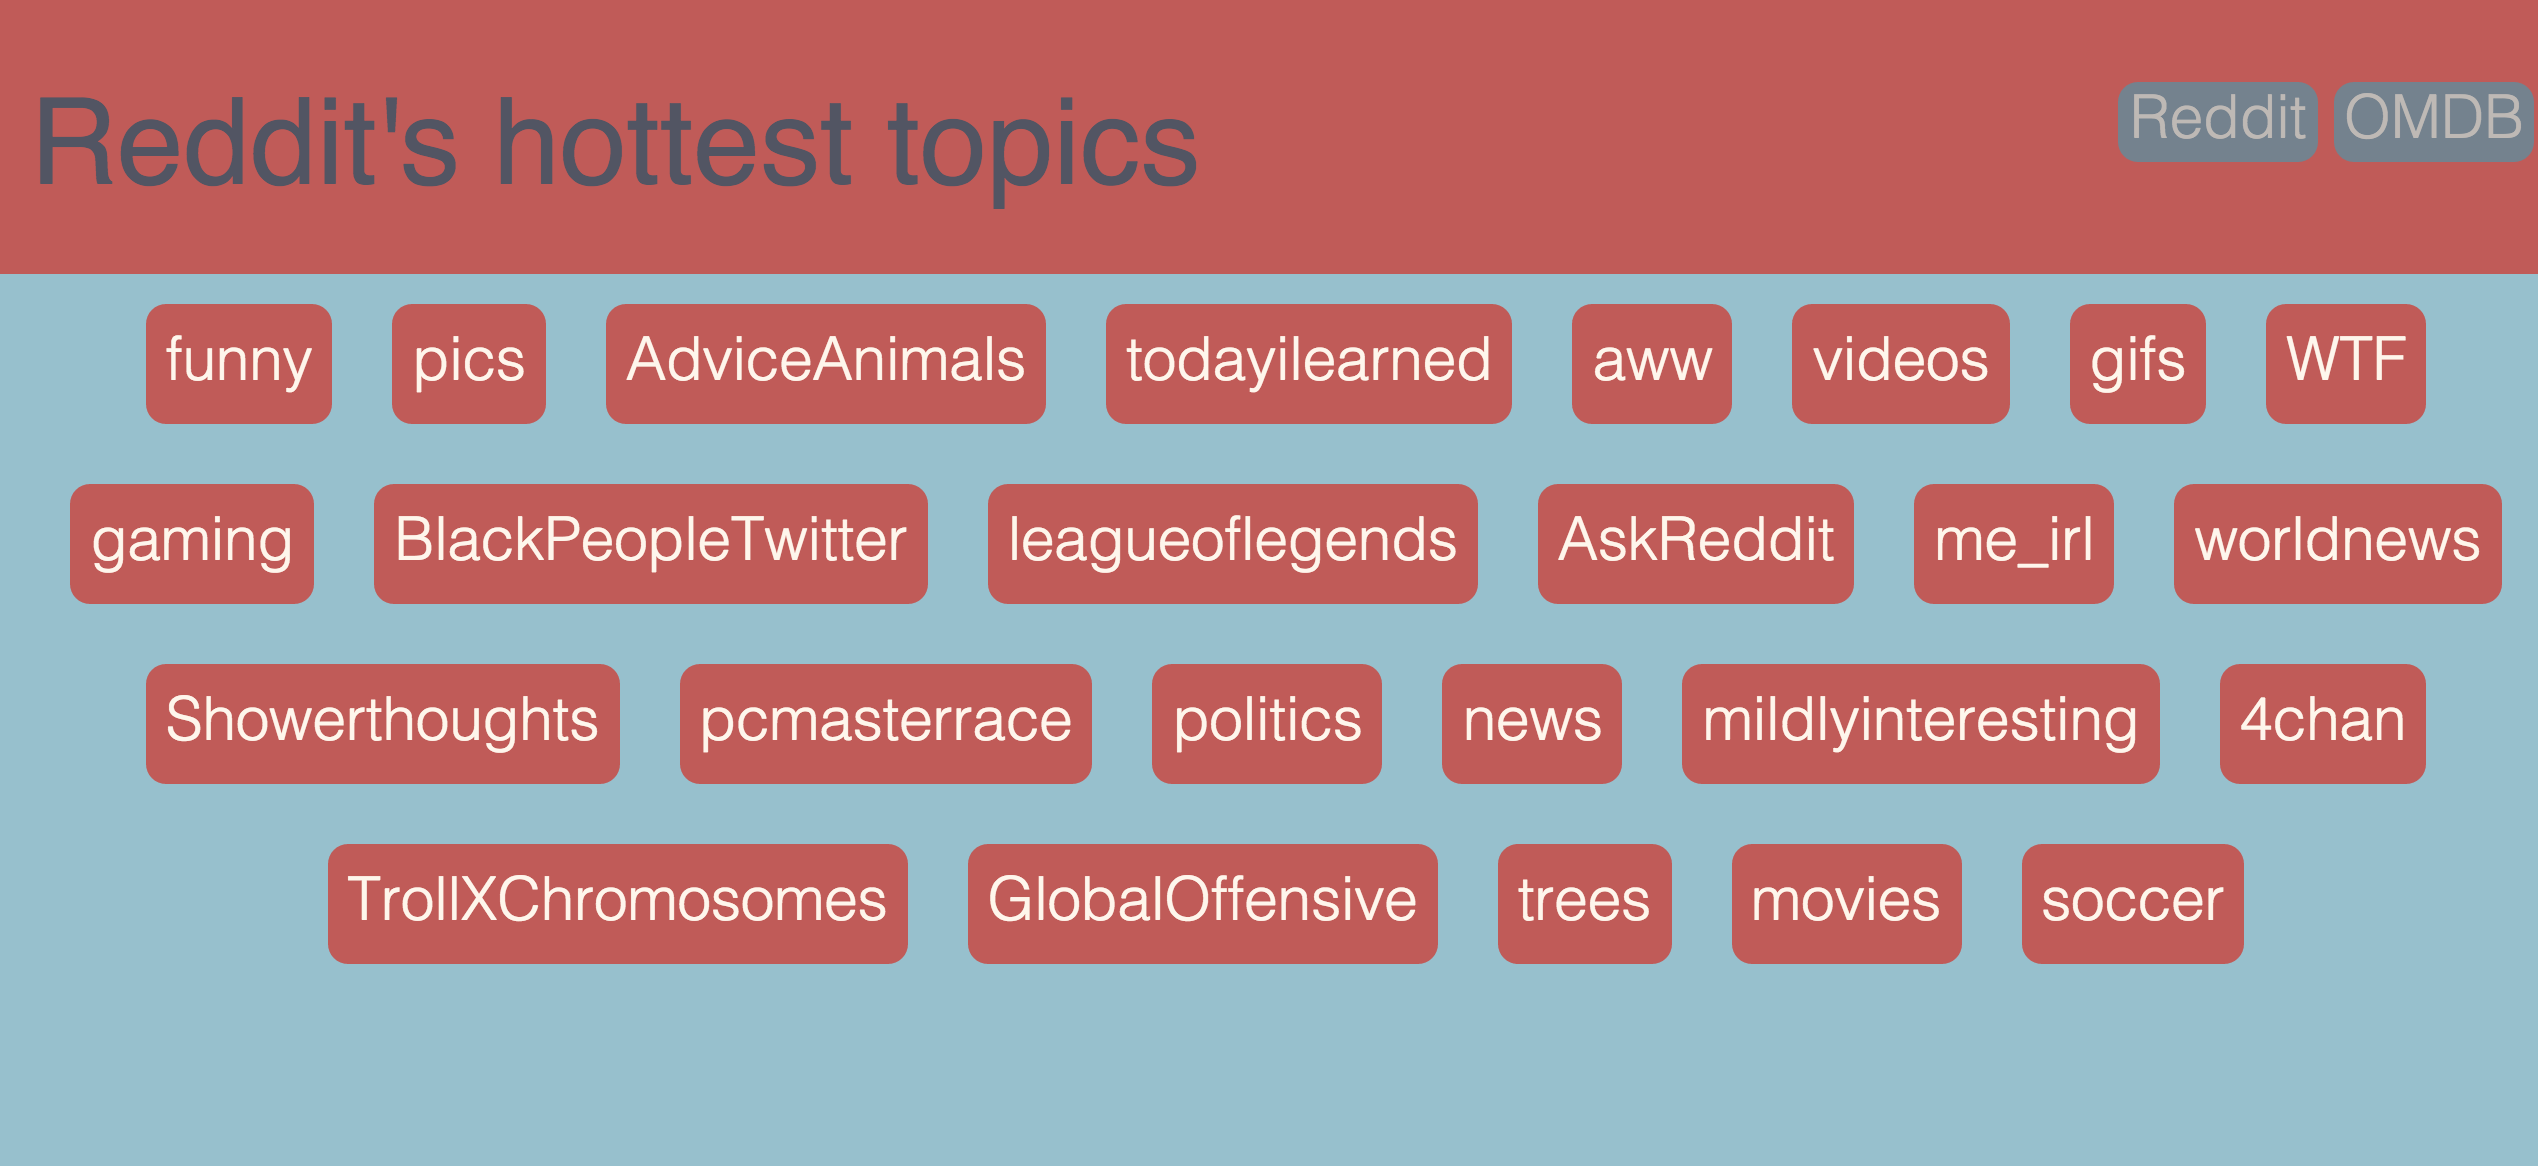 Reddit's hottest topics
Reddit OMDB
funny pics AdviceAnimals todayilearned aww videos gifs WTF
gaming BlackPeopleTwitter leagueoflegends AskReddit me_irl worldnews
Showerthoughts pcmasterrace politics news mildlyinteresting 4chan
TrollXChromosomes GlobalOffensive trees movies soccer